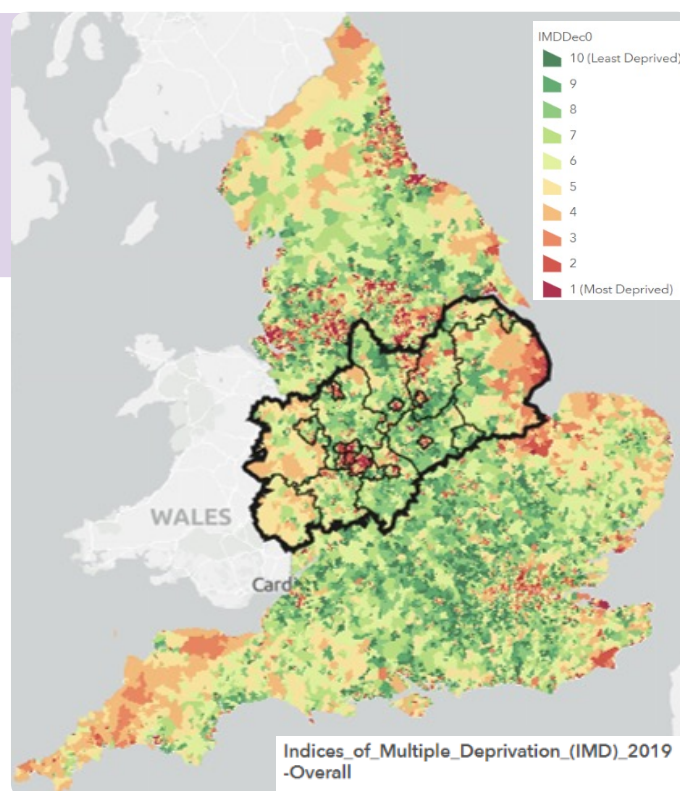 IMDDec0
10 (Least Deprived)
9
8
7
6
5
4
3
2
1 (Most Deprived)
WALES
Card
Indices_of_Multiple_Deprivation_(IMD)_2019
-Overall